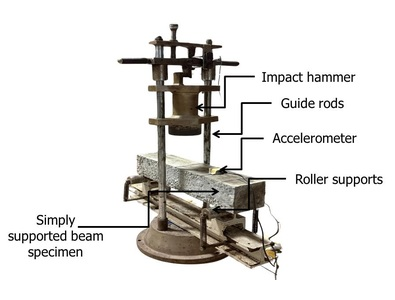 Impact hammer
Guide rods
Accelerometer
Roller supports
Simply
supported beam
specimen